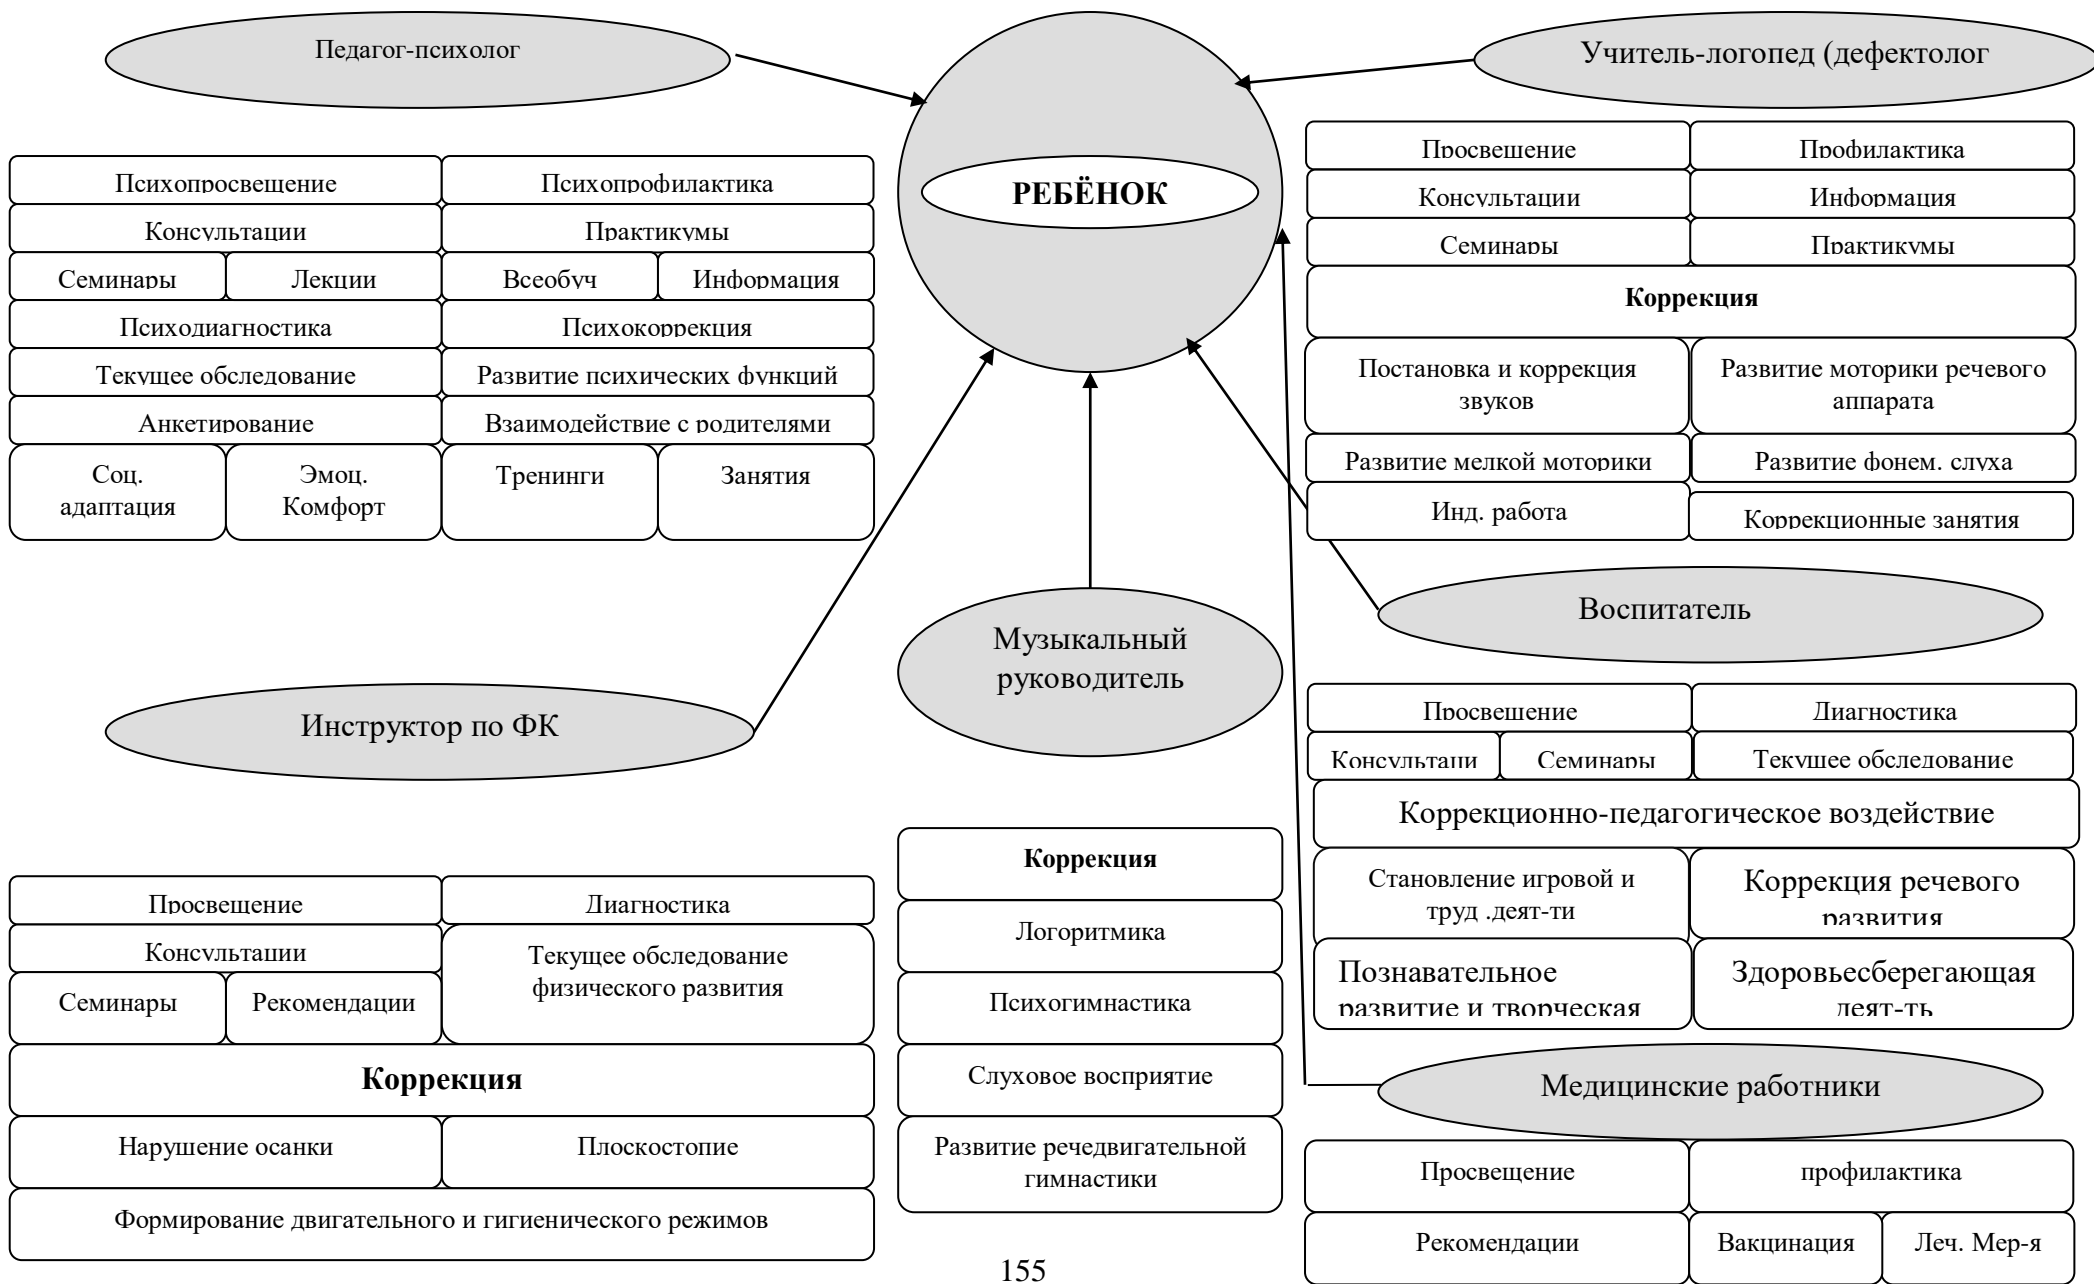 Педагог-психолог
Учитель-логопед (дефектолог
РЕБЁНОК
Психопросвещение
Психопрофилактика
Консультации
Практикумы
Семинары
Лекции
Всеобуч
Информация
Психодиагностика
Психокоррекция
Текущее обследование
Развитие психических функций
Анкетирование
Взаимодействие с родителями
Соц.
адаптация
Эмоц.
Комфорт
Тренинги
Занятия
Просвещение
Профилактика
Консультации
Информация
Семинары
Практикумы
Коррекция
Постановка и коррекция
звуков
Развитие моторики речевого
аппарата
Развитие мелкой моторики
Развитие фонем. слуха
Инд. работа
Коррекционные занятия
Инструктор по ФК
Музыкальный
руководитель
Воспитатель
Просвещение
Диагностика
Консультаци
Семинары
Текущее обследование
Коррекционно-педагогическое воздействие
Становление игровой и
труд .деят-ти
Коррекция речевого
развития
Познавательное
развитие и творческая
Здоровьесберегающая
деят-ть
Просвещение
Диагностика
Консультации
Текущее обследование
физического развития
Семинары
Рекомендации
Коррекция
Нарушение осанки
Плоскостопие
Формирование двигательного и гигиенического режимов
Коррекция
Логоритмика
Психогимнастика
Слуховое восприятие
Развитие речедвигательной
гимнастики
Медицинские работники
Просвещение
профилактика
Рекомендации
Вакцинация
Леч. Мер-я
155